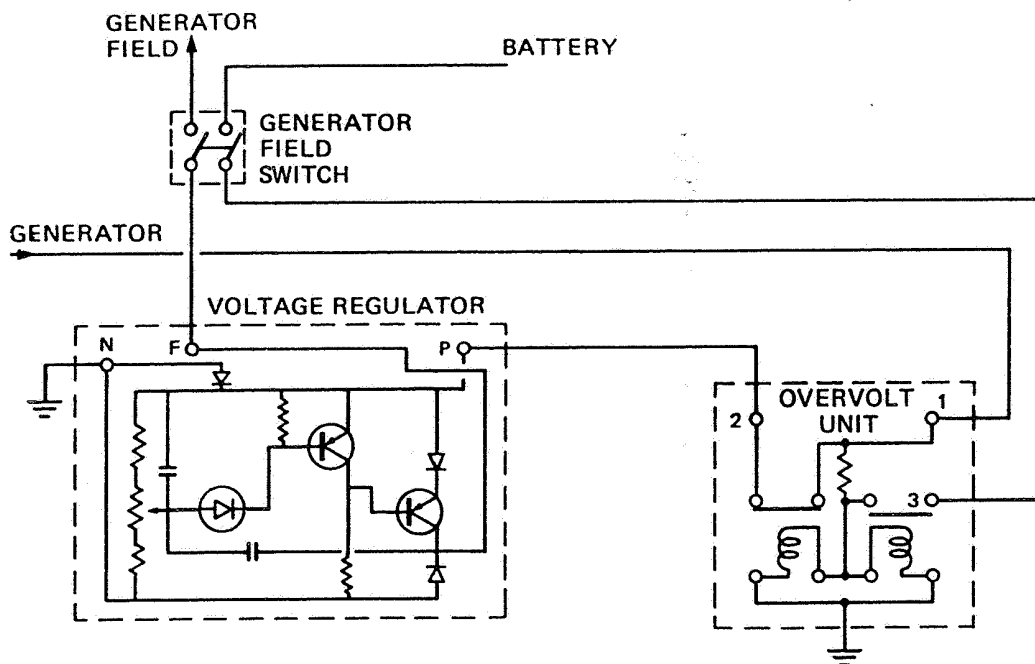 GENERATOR
FIELD
BATTERY
GENERATOR
FIELD
SWITCH
GENERATOR
VOLTAGE REGULATOR
N
F
P
OVERVOLT
UNIT
1
2
3